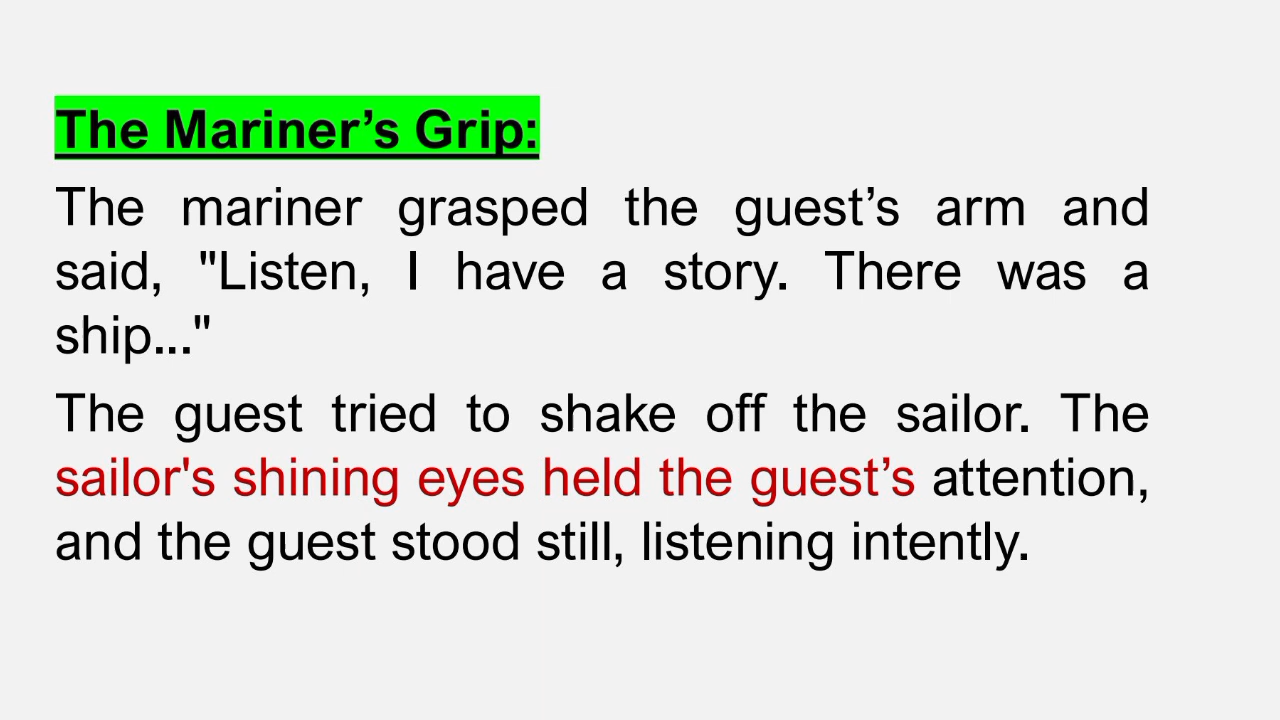 The Mariner’s Grip:
The mariner grasped the guest’s arm and
said, "Listen, I have a story. There was a
ship..."
The guest tried to shake off the sailor. The
sailor's shining eyes held the guest’s attention,
and the guest stood still, listening intently.